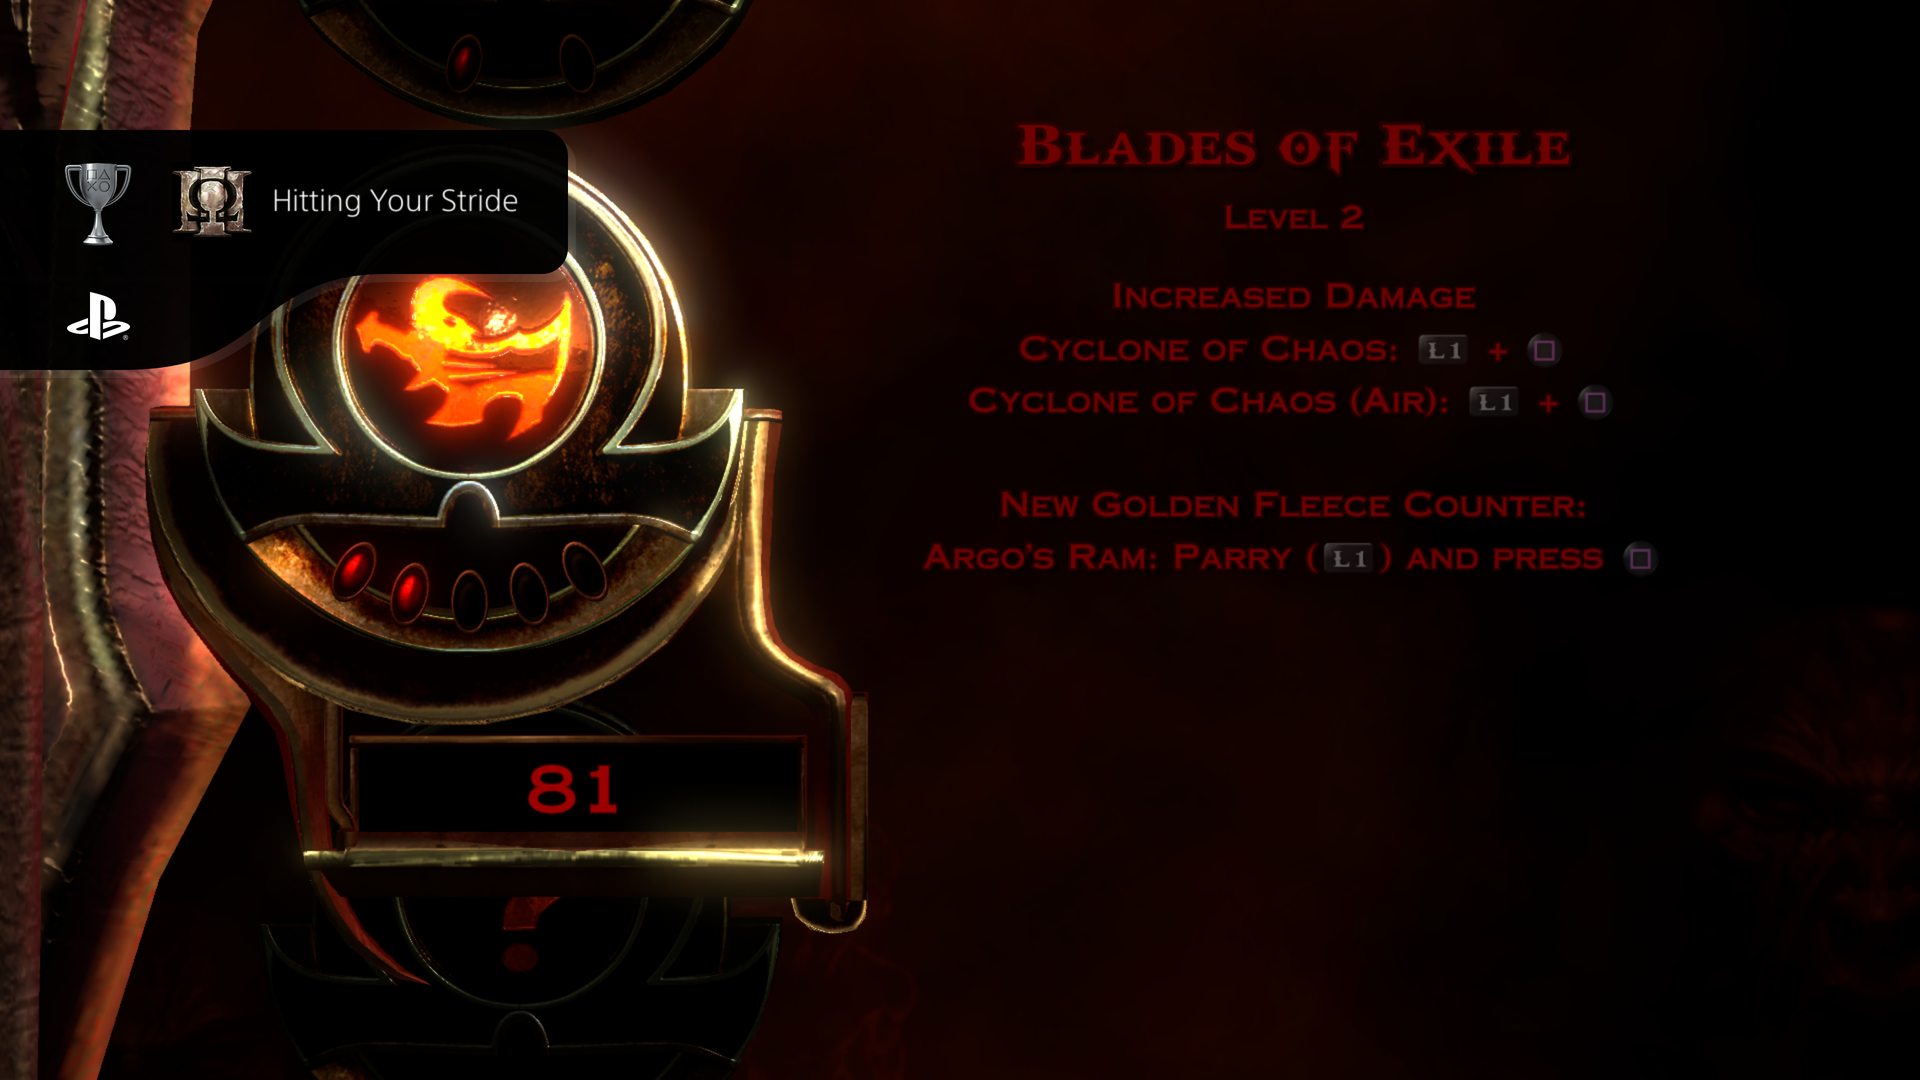 Hitting Your Stride
Blades of Exile
Level 2
Increased Damage
Cyclone of Chaos: L1 + □
Cyclone of Chaos (Air): L1 + □
New Golden Fleece Counter:
Argo's Ram: Parry (L1) and press □
81
?